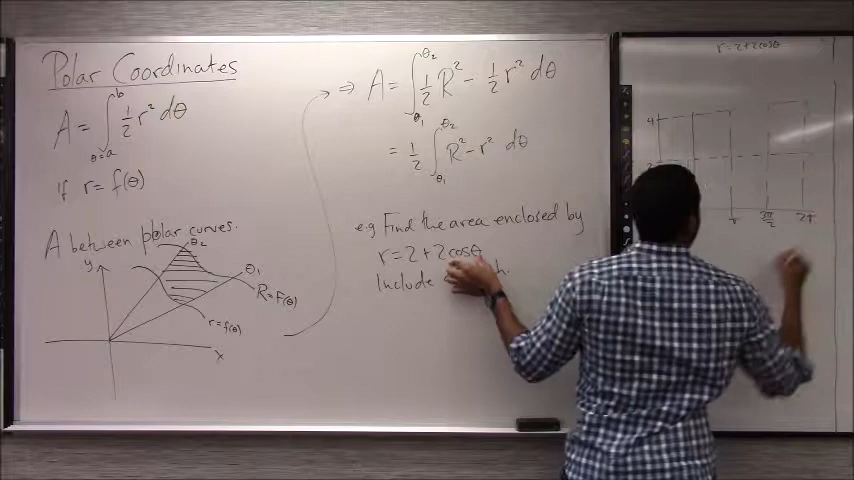 Polar Coordinates
A = ∫_{θ=a}^{b} 1/2 r² dθ
if r = f(θ)
A between polar curves.
y
θ₂
θ₁
R = F(θ)
r = f(θ)
x
⇒ A = ∫_{θ₁}^{θ₂} 1/2 R² - 1/2 r² dθ
= 1/2 ∫_{θ₁}^{θ₂} R² - r² dθ
e.g Find the area enclosed by
r = 2 + 2cosθ
Include
r = 2 + 2cosθ
4
2
π
3π/2
2π